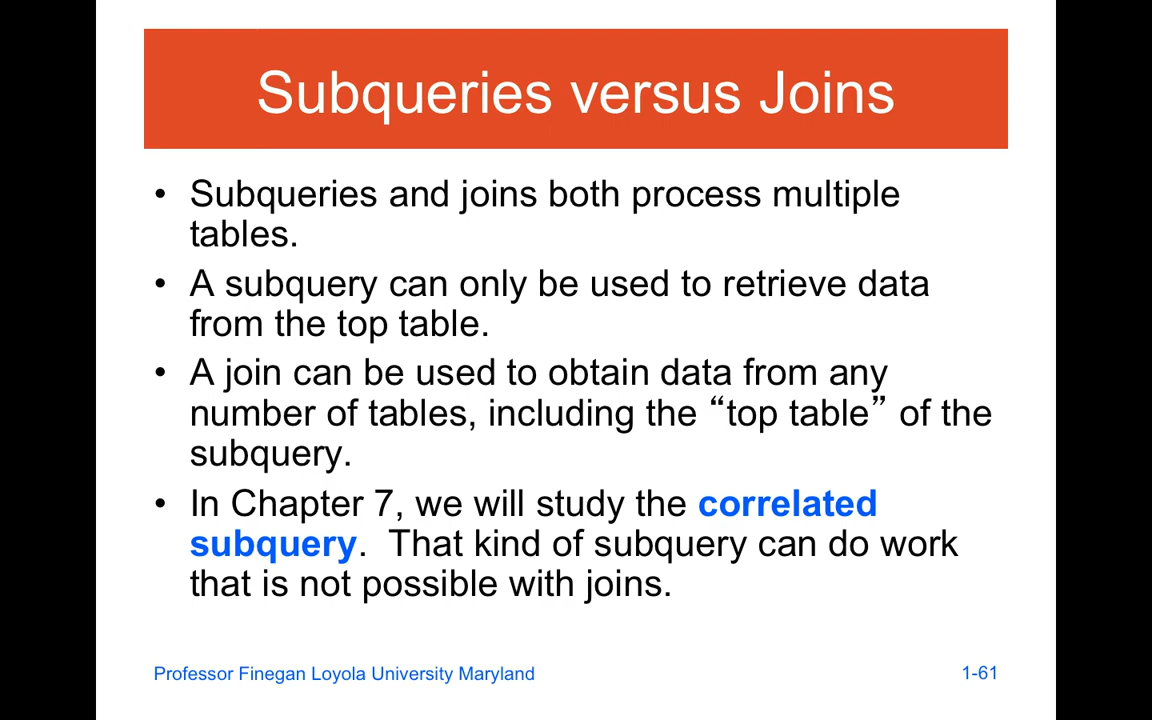 Subqueries versus Joins
• Subqueries and joins both process multiple
tables.
• A subquery can only be used to retrieve data
from the top table.
• A join can be used to obtain data from any
number of tables, including the “top table” of the
subquery.
• In Chapter 7, we will study the correlated
subquery.  That kind of subquery can do work
that is not possible with joins.
Professor Finegan Loyola University Maryland
1-61